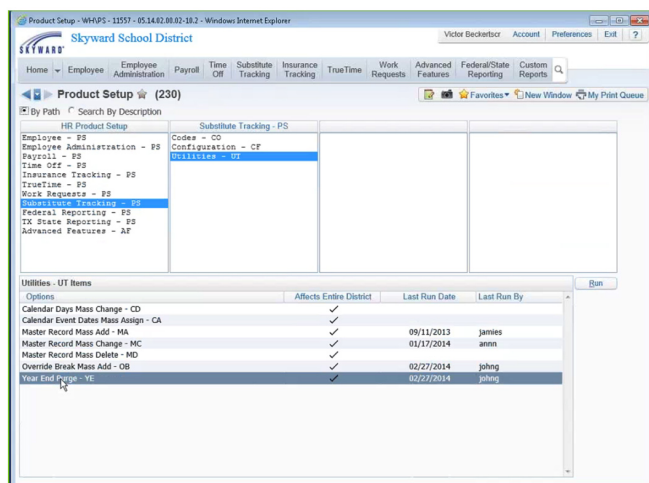 Product Setup - WH\PS - 11557 - 05.14.02.00.02-10.2 - Windows Internet Explorer
SKYWARD
Skyward School District
Victor Beckertscr Account Preferences Exit ?
Home Employee Employee Administration Payroll Time Off Substitute Tracking Insurance Tracking TrueTime Work Requests Advanced Features Federal/State Reporting Custom Reports
Product Setup (230)
Favorites New Window My Print Queue
By Path Search By Description
HR Product Setup
Employee - PS
Employee Administration - PS
Payroll - PS
Time Off - PS
Insurance Tracking - PS
TrueTime - PS
Work Requests - PS
Substitute Tracking - PS
Federal Reporting - PS
TX State Reporting - PS
Advanced Features - AF
Substitute Tracking - PS
Codes - CO
Configuration - CF
Utilities - UT
Utilities - UT Items
Run
Options Affects Entire District Last Run Date Last Run By
Calendar Days Mass Change - CD
Calendar Event Dates Mass Assign - CA
Master Record Mass Add - MA 09/11/2013 jamies
Master Record Mass Change - MC 01/17/2014 annn
Master Record Mass Delete - MD
Override Break Mass Add - OB 02/27/2014 johng
Year End Purge - YE 02/27/2014 johng